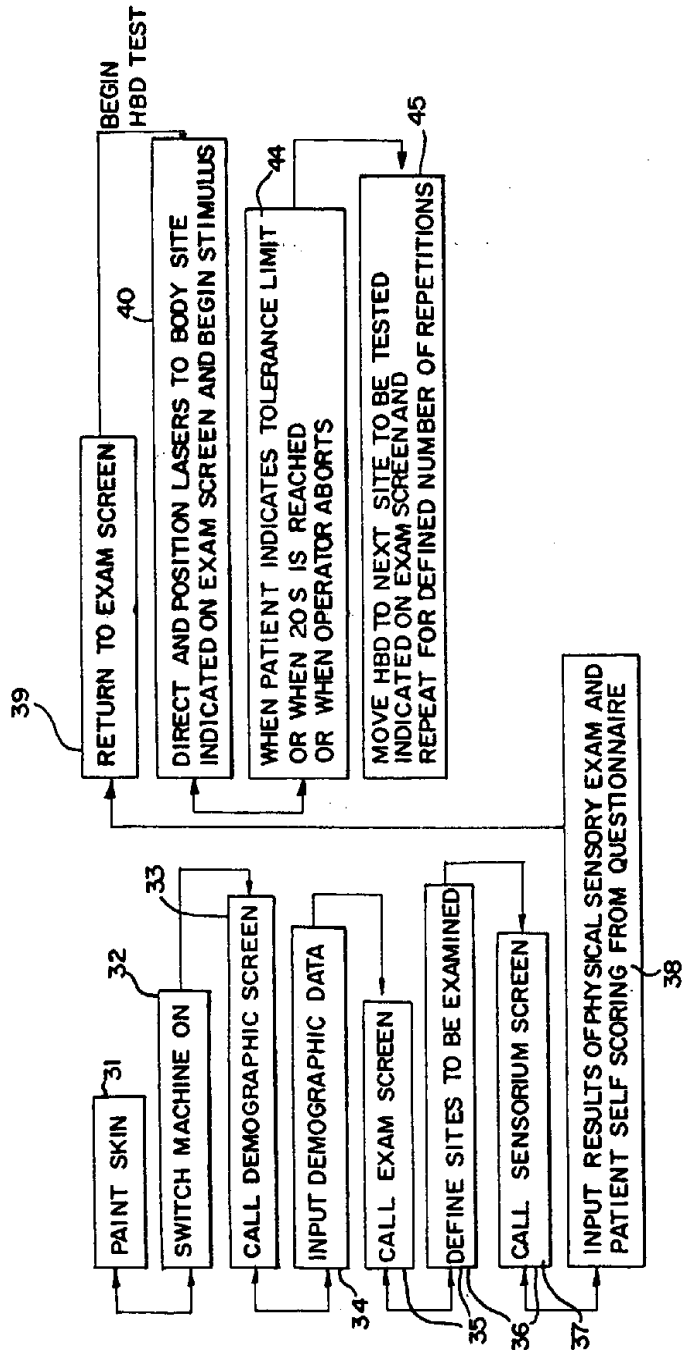 31
PAINT SKIN
32
SWITCH MACHINE ON
33
CALL DEMOGRAPHIC SCREEN
INPUT DEMOGRAPHIC DATA
34
CALL EXAM SCREEN
35
DEFINE SITES TO BE EXAMINED
36
CALL SENSORIUM SCREEN
37
INPUT RESULTS OF PHYSICAL SENSORY EXAM AND
PATIENT SELF SCORING FROM QUESTIONNAIRE
38
39
RETURN TO EXAM SCREEN
BEGIN
HBD TEST
40
DIRECT AND POSITION LASERS TO BODY SITE
INDICATED ON EXAM SCREEN AND BEGIN STIMULUS
44
WHEN PATIENT INDICATES TOLERANCE LIMIT
OR WHEN 20 S IS REACHED
OR WHEN OPERATOR ABORTS
45
MOVE HBD TO NEXT SITE TO BE TESTED
INDICATED ON EXAM SCREEN AND
REPEAT FOR DEFINED NUMBER OF REPETITIONS